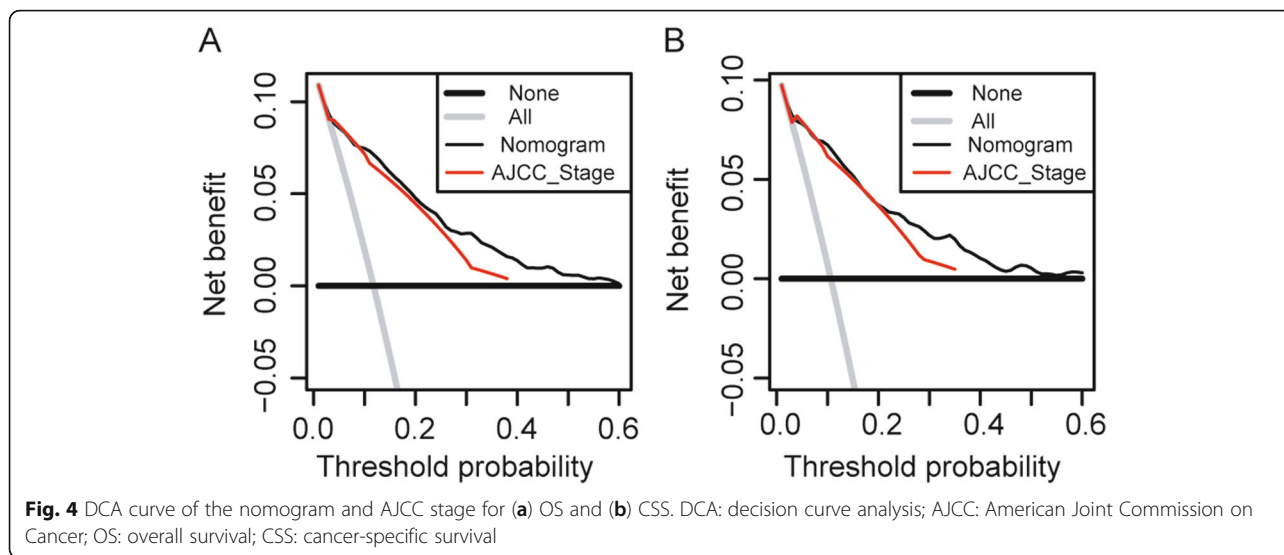 A
Net benefit
0.10
0.05
0.00
−0.05
None
All
Nomogram
AJCC_Stage
0.0 0.2 0.4 0.6
Threshold probability
B
Net benefit
0.10
0.05
0.00
−0.05
None
All
Nomogram
AJCC_Stage
0.0 0.2 0.4 0.6
Threshold probability
Fig. 4 DCA curve of the nomogram and AJCC stage for (a) OS and (b) CSS. DCA: decision curve analysis; AJCC: American Joint Commission on
Cancer; OS: overall survival; CSS: cancer-specific survival